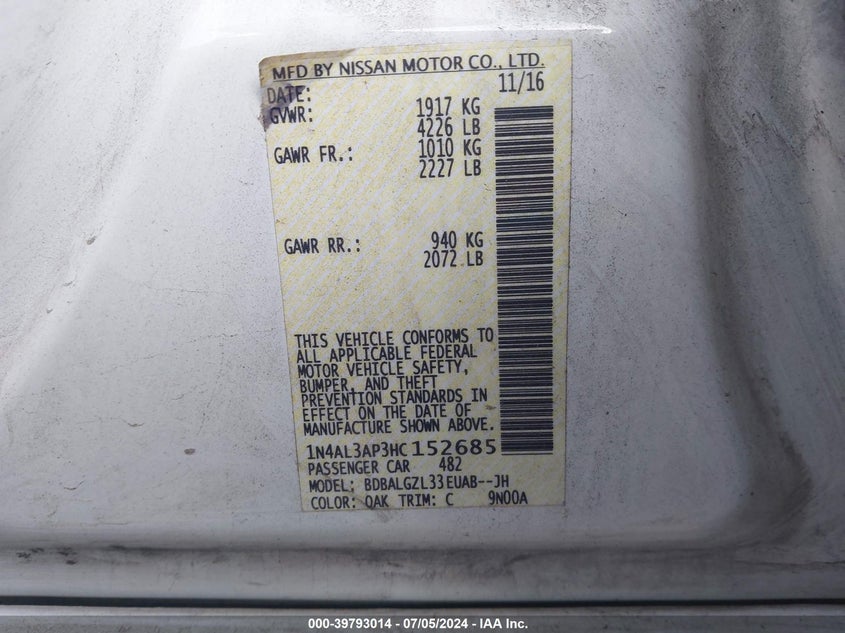 MFD BY NISSAN MOTOR CO., LTD.
DATE: 11/16
GVWR: 1917 KG
4226 LB
GAWR FR.: 1010 KG
2227 LB
GAWR RR.: 940 KG
2072 LB
THIS VEHICLE CONFORMS TO
ALL APPLICABLE FEDERAL
MOTOR VEHICLE SAFETY,
BUMPER, AND THEFT
PREVENTION STANDARDS IN
EFFECT ON THE DATE OF
MANUFACTURE SHOWN ABOVE.
1N4AL3AP3HC152685
PASSENGER CAR 482
MODEL: BDBALGZL33EUAB--JH
COLOR: QAK TRIM: C 9N00A
000-39793014 - 07/05/2024 - IAA Inc.